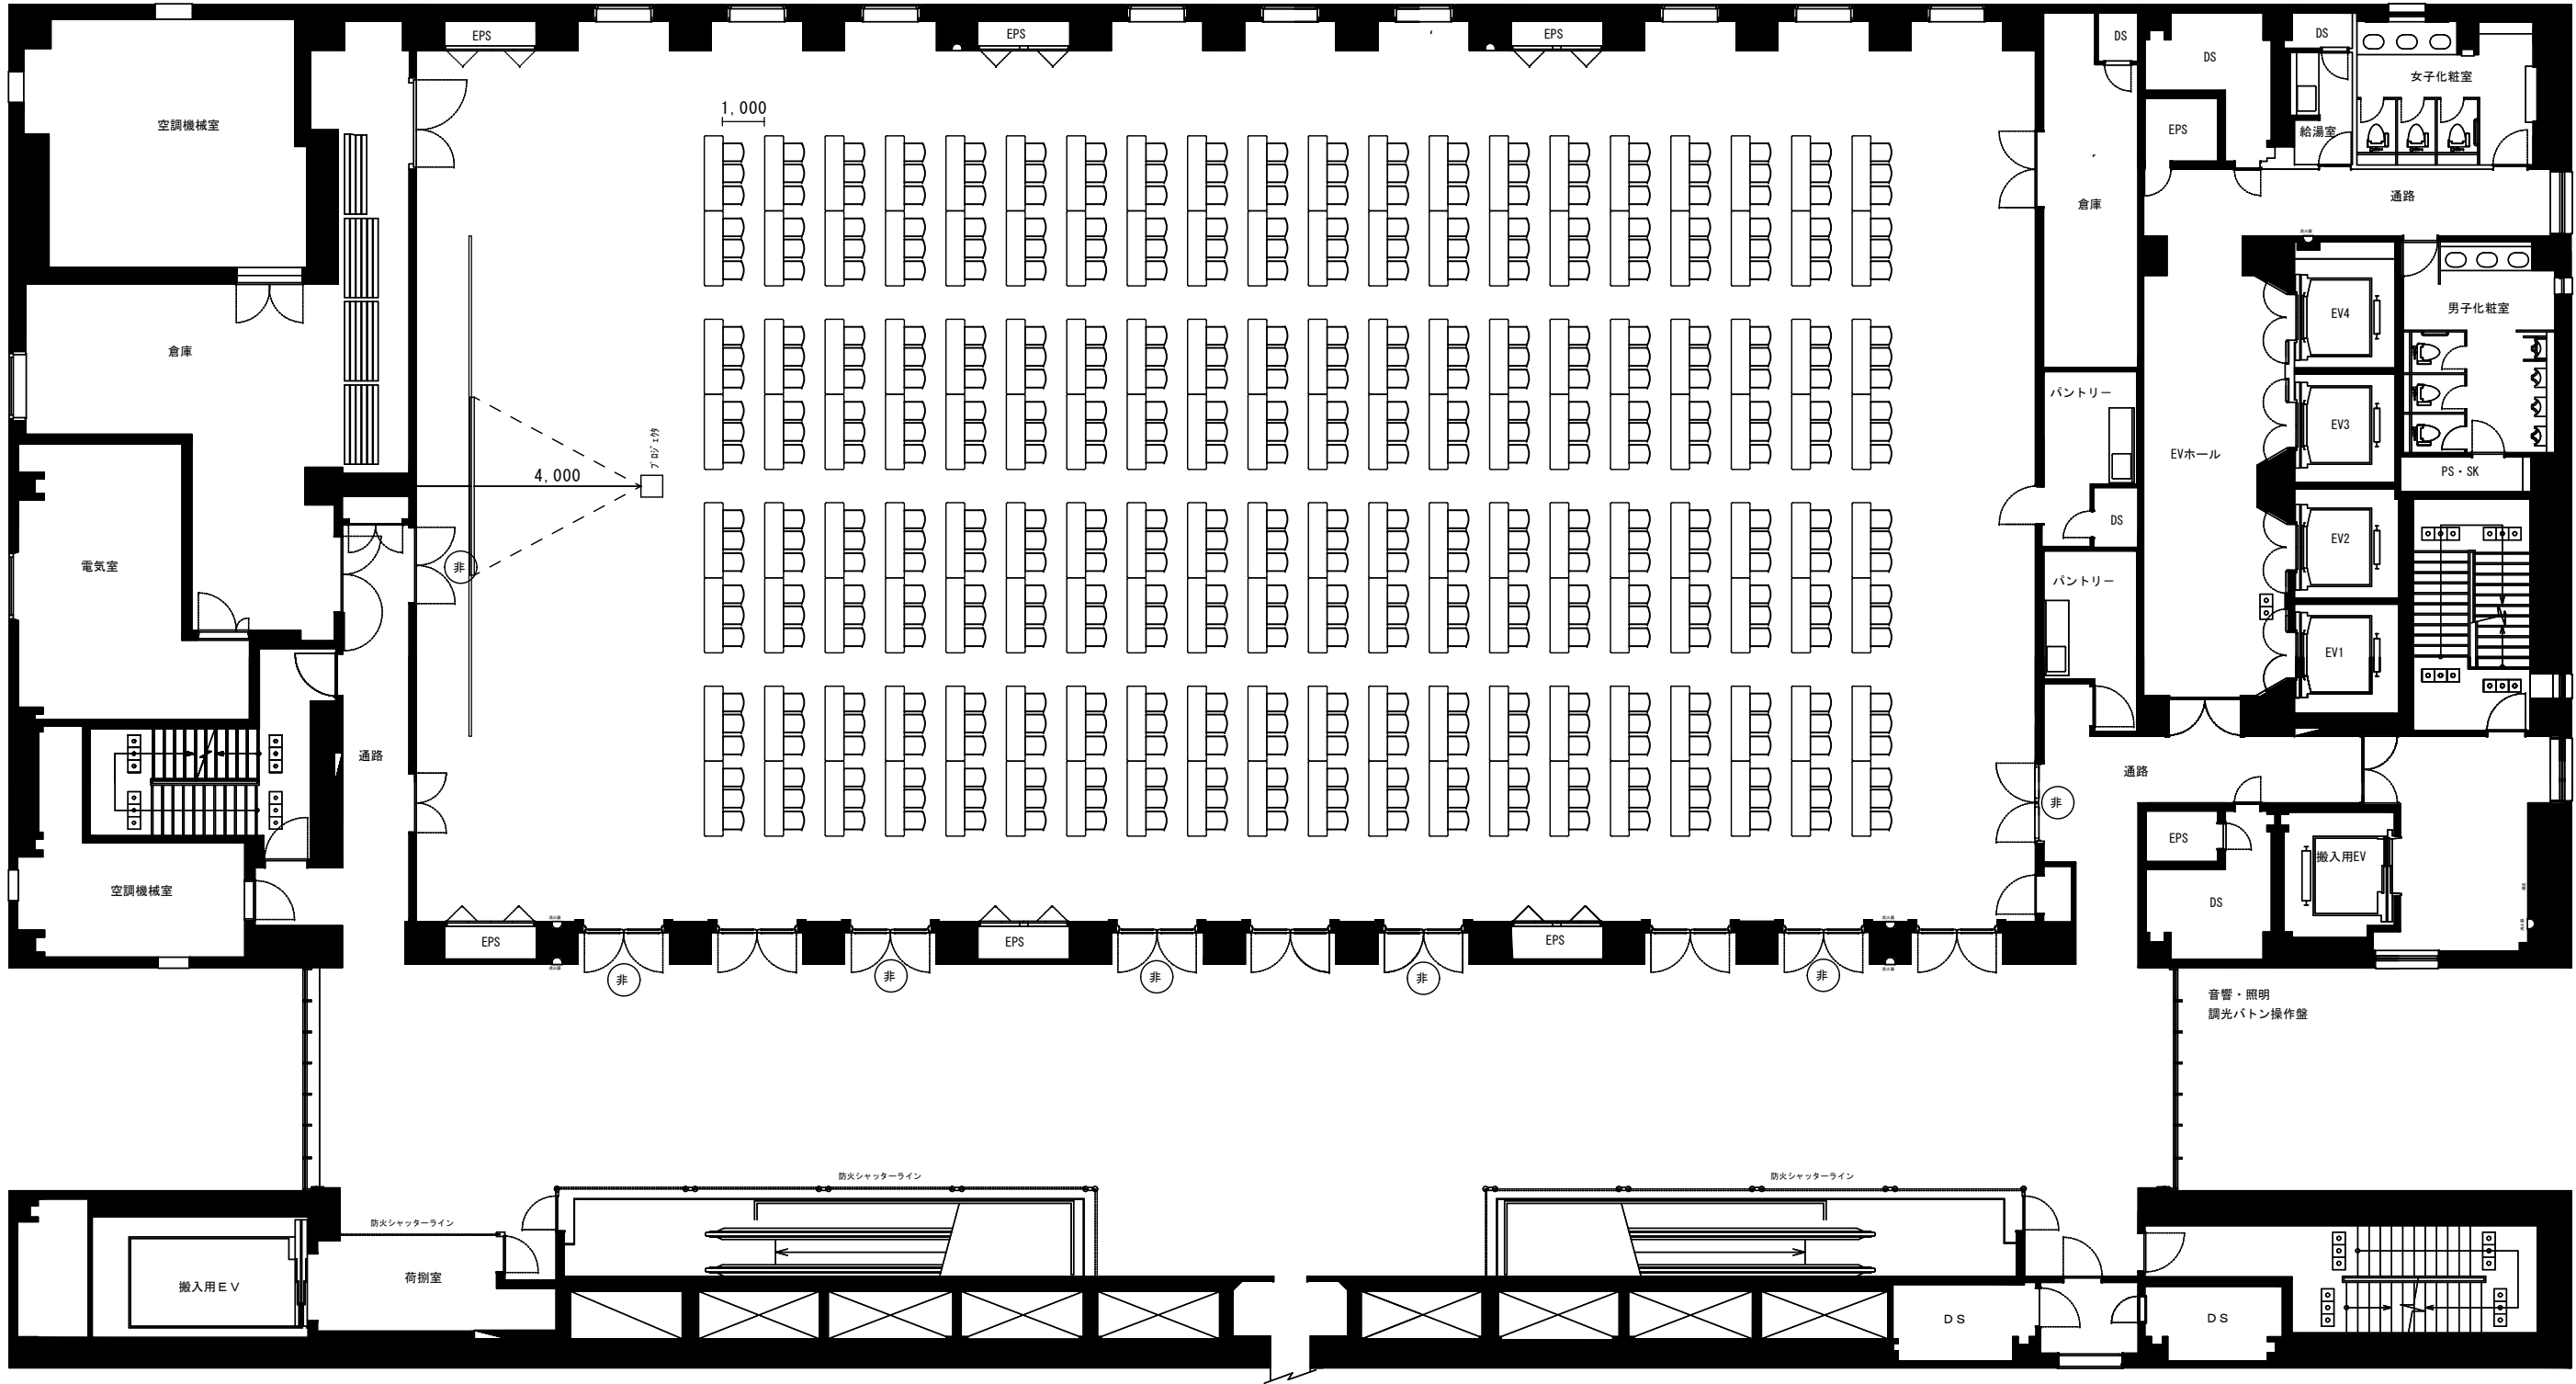 EPS
EPS
EPS
DS
DS
DS
女子化粧室
1,000
空調機械室
EPS
給湯室
通路
倉庫
男子化粧室
EV4
倉庫
パントリー
プロジェクタ
EV3
EVホール
PS・SK
4,000
DS
EV2
電気室
非
パントリー
EV1
通路
通路
非
EPS
搬入用EV
空調機械室
DS
EPS
EPS
EPS
非
非
非
非
非
音響・照明
調光バトン操作盤
防火シャッターライン
防火シャッターライン
防火シャッターライン
荷捌室
搬入用EV
DS
DS